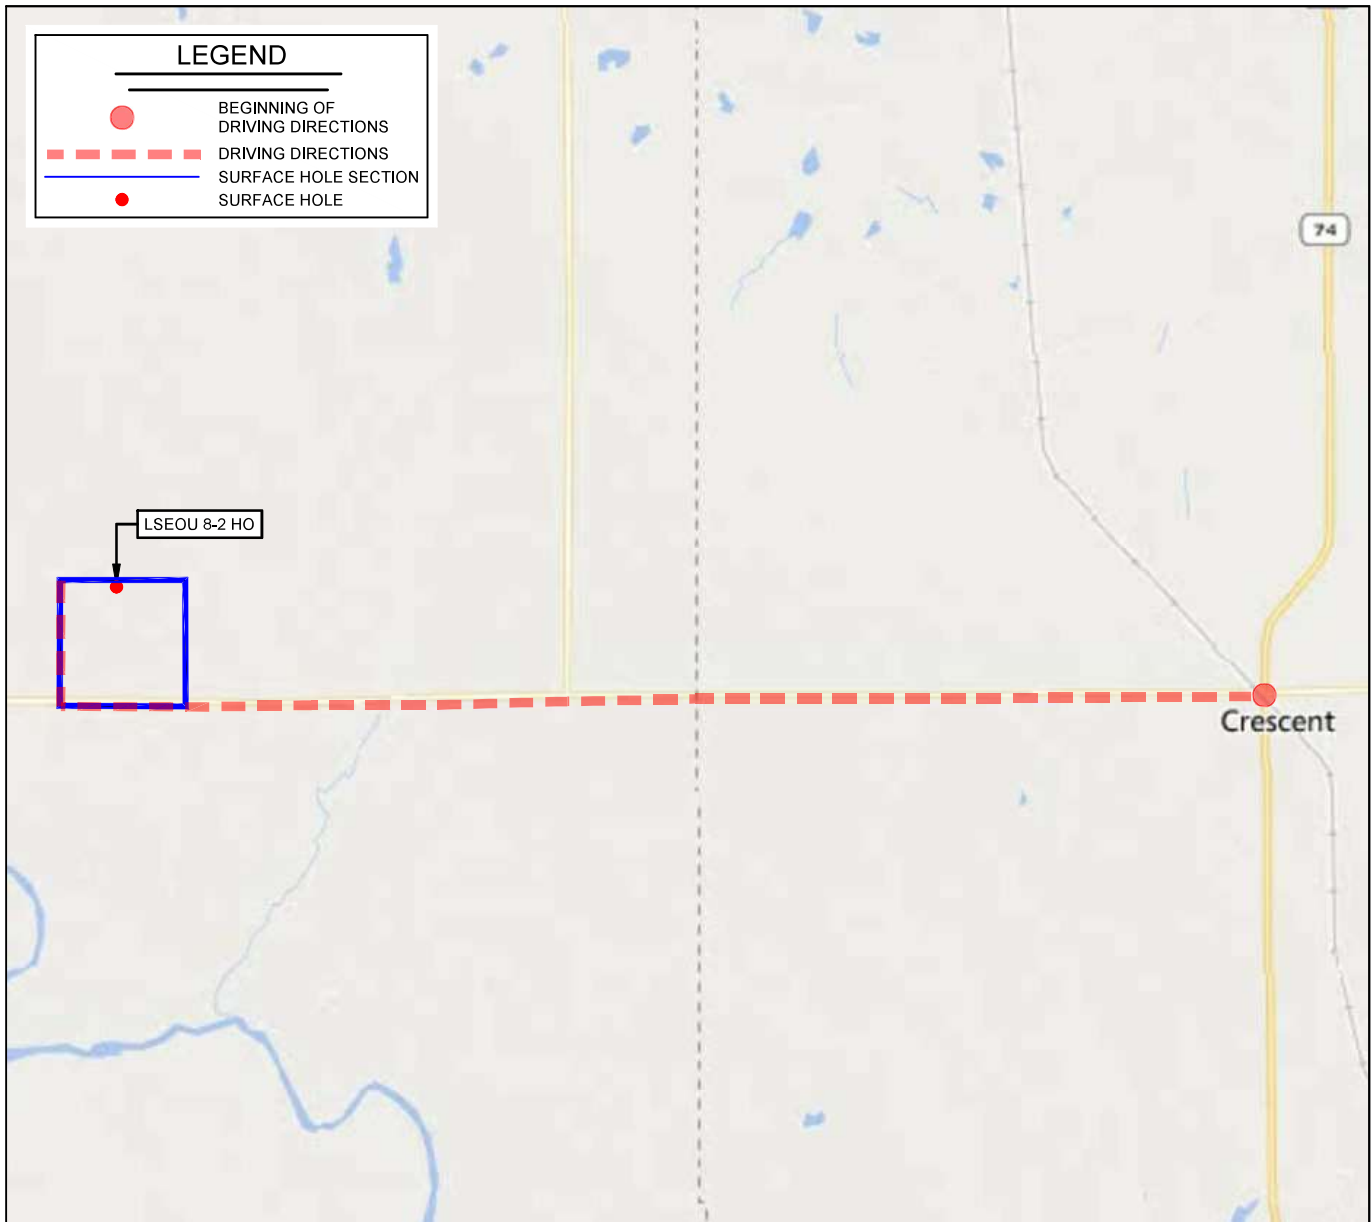 LEGEND
BEGINNING OF
DRIVING DIRECTIONS
DRIVING DIRECTIONS
SURFACE HOLE SECTION
SURFACE HOLE
74
LSEOU 8-2 HO
Crescent